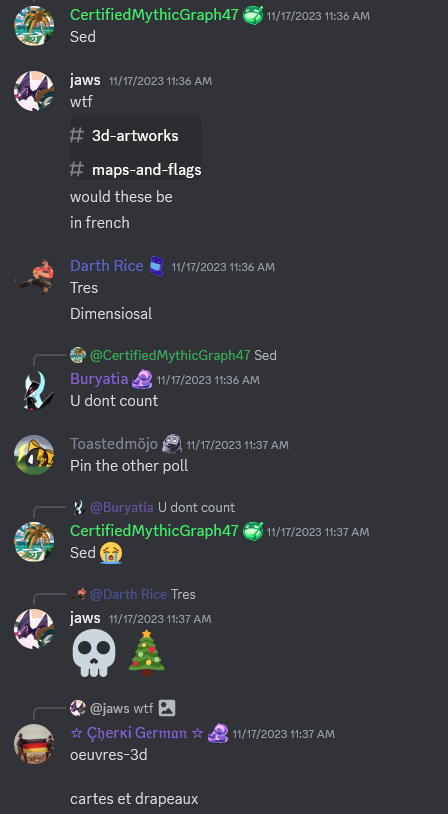 CertifiedMythicGraph47 11/17/2023 11:36 AM
Sed
jaws 11/17/2023 11:36 AM
wtf
# 3d-artworks
# maps-and-flags
would these be
in french
Darth Rice 11/17/2023 11:36 AM
Tres
Dimensiosal
@CertifiedMythicGraph47 Sed
Buryatia 11/17/2023 11:36 AM
U dont count
Toastedmöjo 11/17/2023 11:37 AM
Pin the other poll
@Buryatia U dont count
CertifiedMythicGraph47 11/17/2023 11:37 AM
Sed 😭
@Darth Rice Tres
jaws 11/17/2023 11:37 AM
💀 🎄
@jaws wtf
☆ Çђєгкі Gєrmαn ☆ 11/17/2023 11:37 AM
oeuvres-3d
cartes et drapeaux